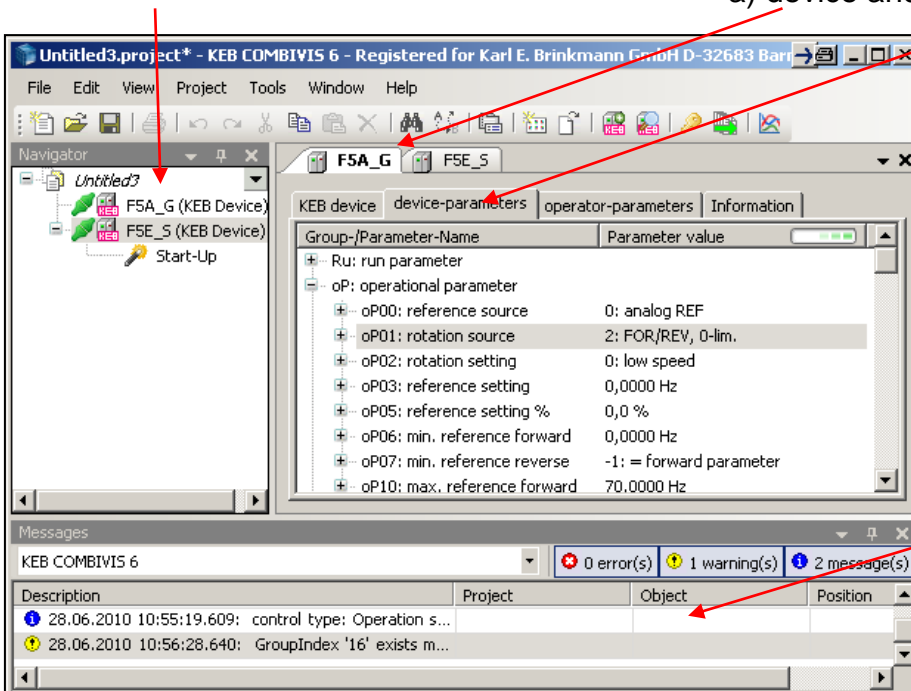 a) device and
Untitled3.project* - KEB COMBIVIS 6 - Registered for Karl E. Brinkmann GmbH D-32683 Barn
File Edit View Project Tools Window Help
Navigator
Untitled3
F5A_G (KEB Device)
F5E_S (KEB Device)
Start-Up
F5A_G F5E_S
KEB device device-parameters operator-parameters Information
Group-/Parameter-Name Parameter value
Ru: run parameter
oP: operational parameter
oP00: reference source 0: analog REF
oP01: rotation source 2: FOR/REV, 0-lim.
oP02: rotation setting 0: low speed
oP03: reference setting 0,0000 Hz
oP05: reference setting % 0,0 %
oP06: min. reference forward 0,0000 Hz
oP07: min. reference reverse -1: = forward parameter
oP10: max. reference forward 70.0000 Hz
Messages
KEB COMBIVIS 6 0 error(s) 1 warning(s) 2 message(s)
Description Project Object Position
28.06.2010 10:55:19.609: control type: Operation s...
28.06.2010 10:56:28.640: GroupIndex '16' exists m...